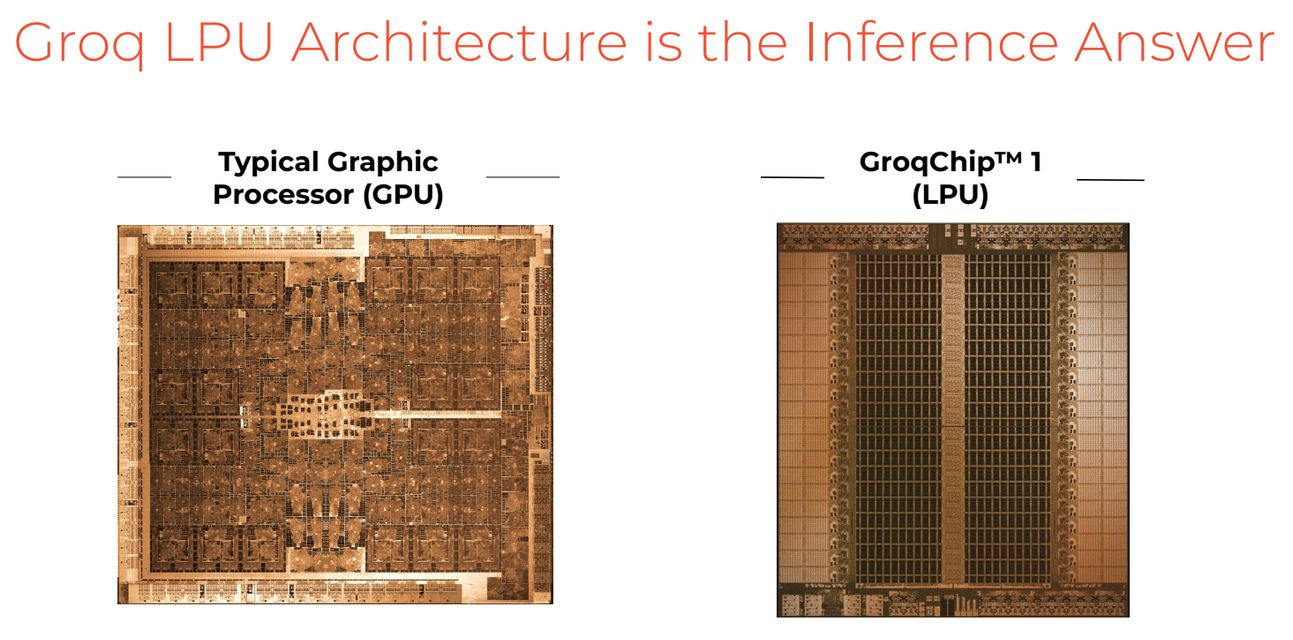 Groq LPU Architecture is the Inference Answer
Typical Graphic
Processor (GPU)
GroqChip™ 1
(LPU)